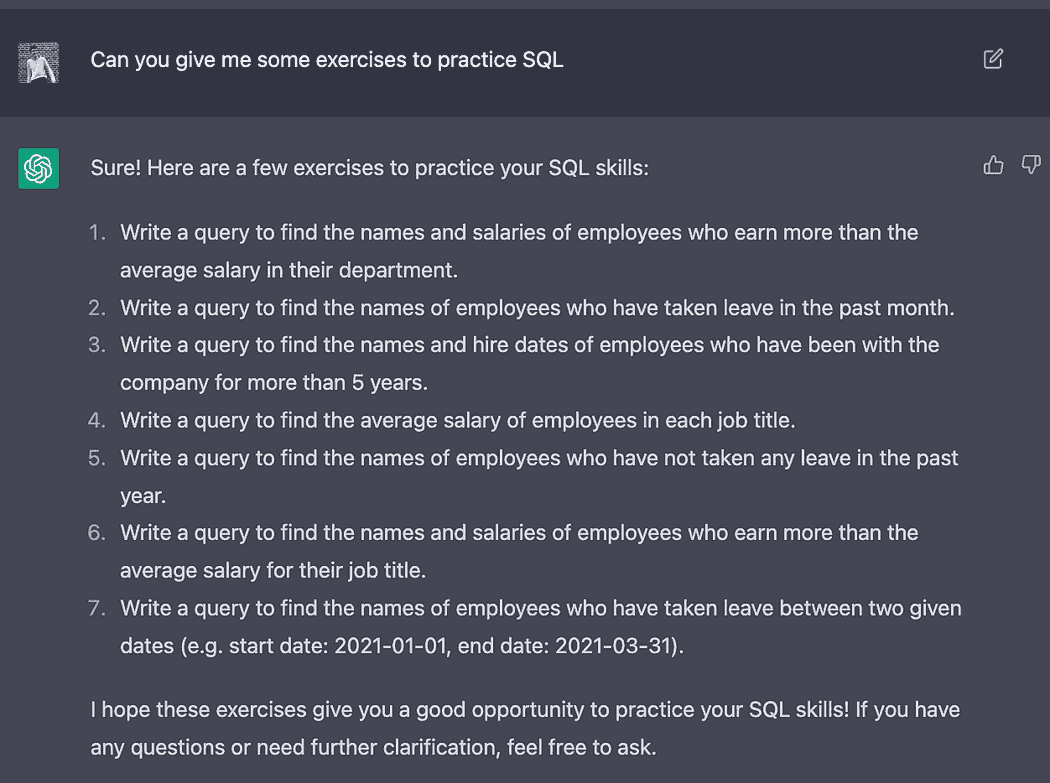 Can you give me some exercises to practice SQL
Sure! Here are a few exercises to practice your SQL skills:
1. Write a query to find the names and salaries of employees who earn more than the
average salary in their department.
2. Write a query to find the names of employees who have taken leave in the past month.
3. Write a query to find the names and hire dates of employees who have been with the
company for more than 5 years.
4. Write a query to find the average salary of employees in each job title.
5. Write a query to find the names of employees who have not taken any leave in the past
year.
6. Write a query to find the names and salaries of employees who earn more than the
average salary for their job title.
7. Write a query to find the names of employees who have taken leave between two given
dates (e.g. start date: 2021-01-01, end date: 2021-03-31).
I hope these exercises give you a good opportunity to practice your SQL skills! If you have
any questions or need further clarification, feel free to ask.